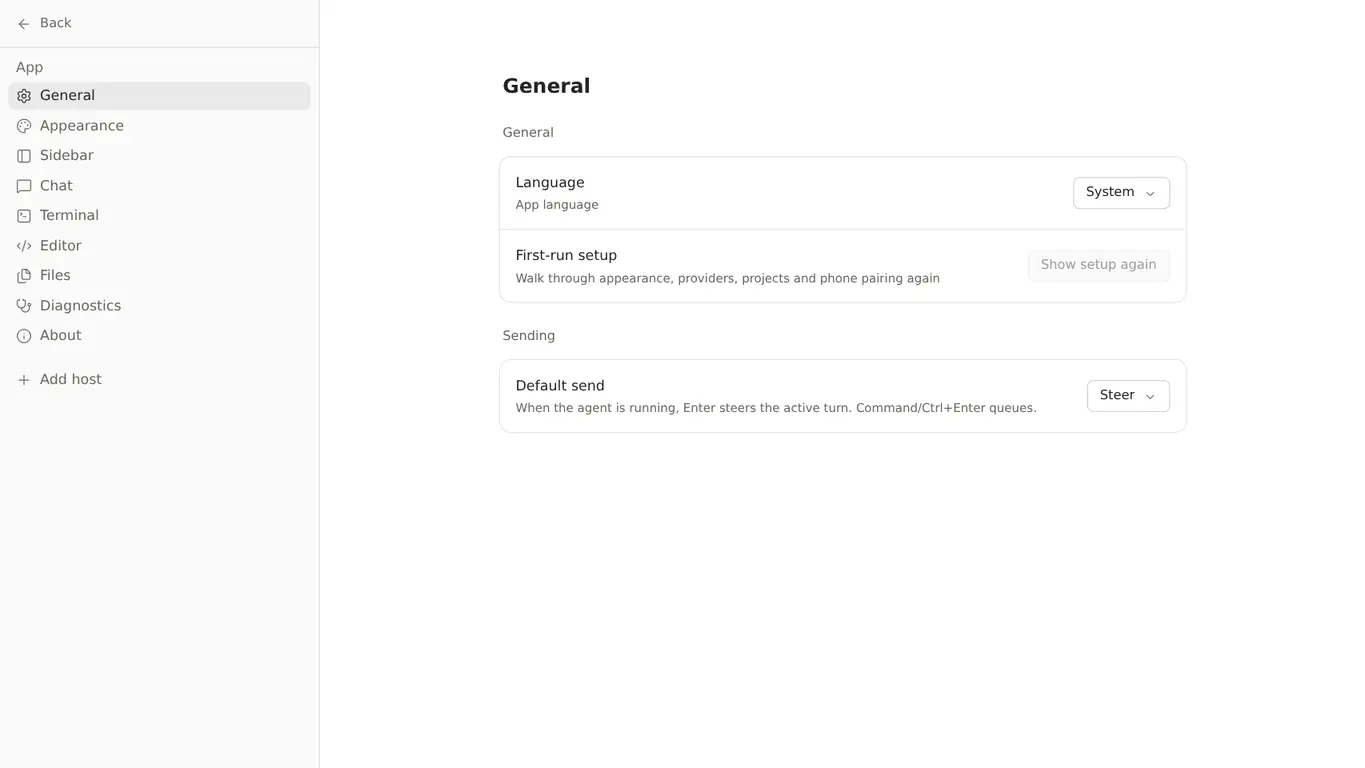 Back
App
General
Appearance
Sidebar
Chat
Terminal
Editor
Files
Diagnostics
About
Add host
General
General
Language
App language
System
First-run setup
Walk through appearance, providers, projects and phone pairing again
Show setup again
Sending
Default send
When the agent is running, Enter steers the active turn. Command/Ctrl+Enter queues.
Steer